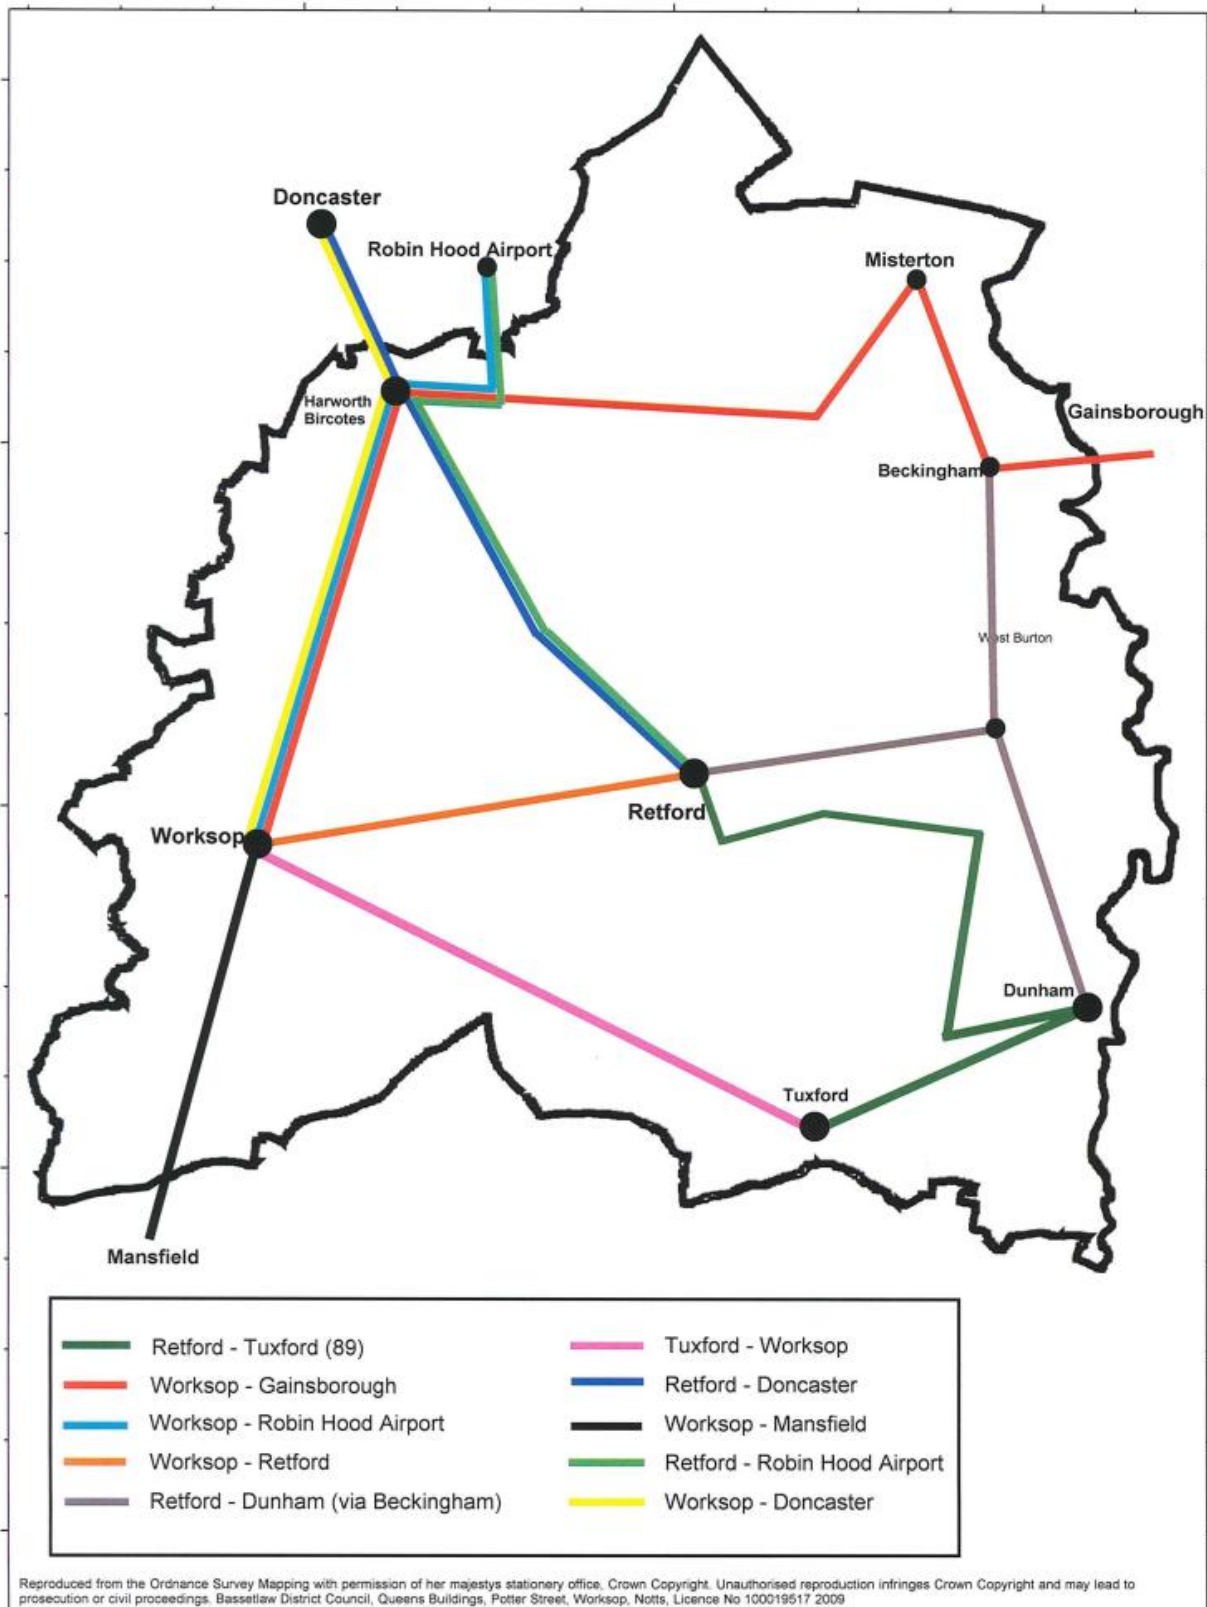 Doncaster
Robin Hood Airport
Misterton
Harworth
Bircotes
Gainsborough
Beckingham
West Burton
Retford
Worksop
Dunham
Tuxford
Mansfield
Retford - Tuxford (89)
Worksop - Gainsborough
Worksop - Robin Hood Airport
Worksop - Retford
Retford - Dunham (via Beckingham)
Tuxford - Worksop
Retford - Doncaster
Worksop - Mansfield
Retford - Robin Hood Airport
Worksop - Doncaster
Reproduced from the Ordnance Survey Mapping with permission of her majestys stationery office, Crown Copyright. Unauthorised reproduction infringes Crown Copyright and may lead to
prosecution or civil proceedings. Bassetlaw District Council, Queens Buildings, Potter Street, Worksop, Notts, Licence No 100019517 2009